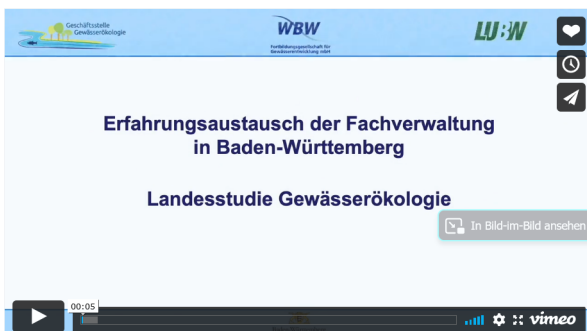 Geschäftsstelle
Gewässerökologie
WBW
Fortbildungsgesellschaft für
Gewässerentwicklung mbH
LUBW
Erfahrungsaustausch der Fachverwaltung
in Baden-Württemberg
Landesstudie Gewässerökologie
In Bild-im-Bild ansehen
00:05
vimeo